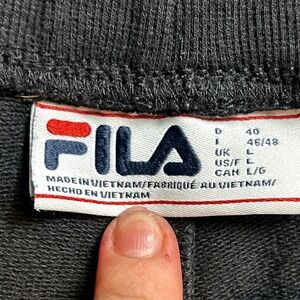 FILA
D 40
I 46/48
UK L
US/F L
CAN L/G
MADE IN VIETNAM/FABRIQUÉ AU VIETNAM/
HECHO EN VIETNAM